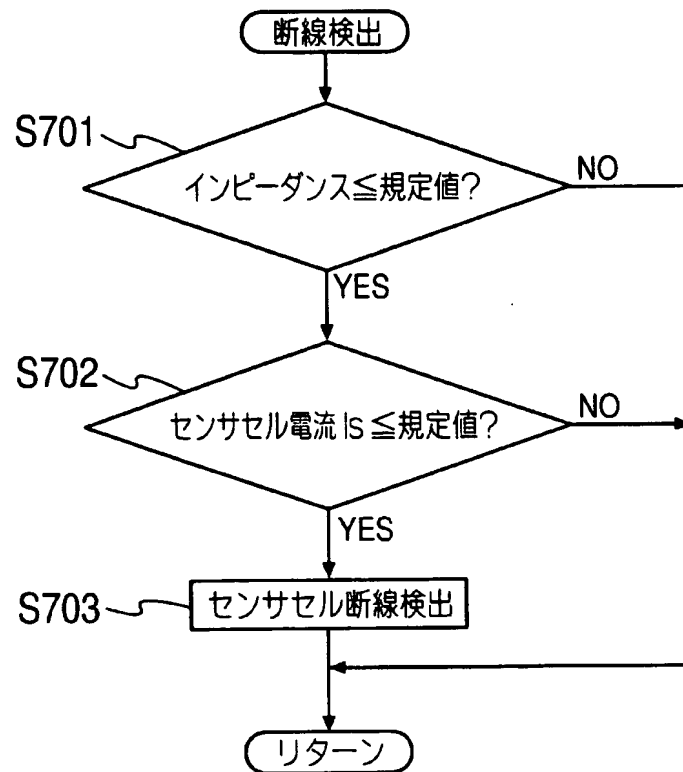 断線検出
S701
インピーダンス≦規定値?
NO
YES
S702
センサセル電流Is≦規定値?
NO
YES
S703
センサセル断線検出
リターン